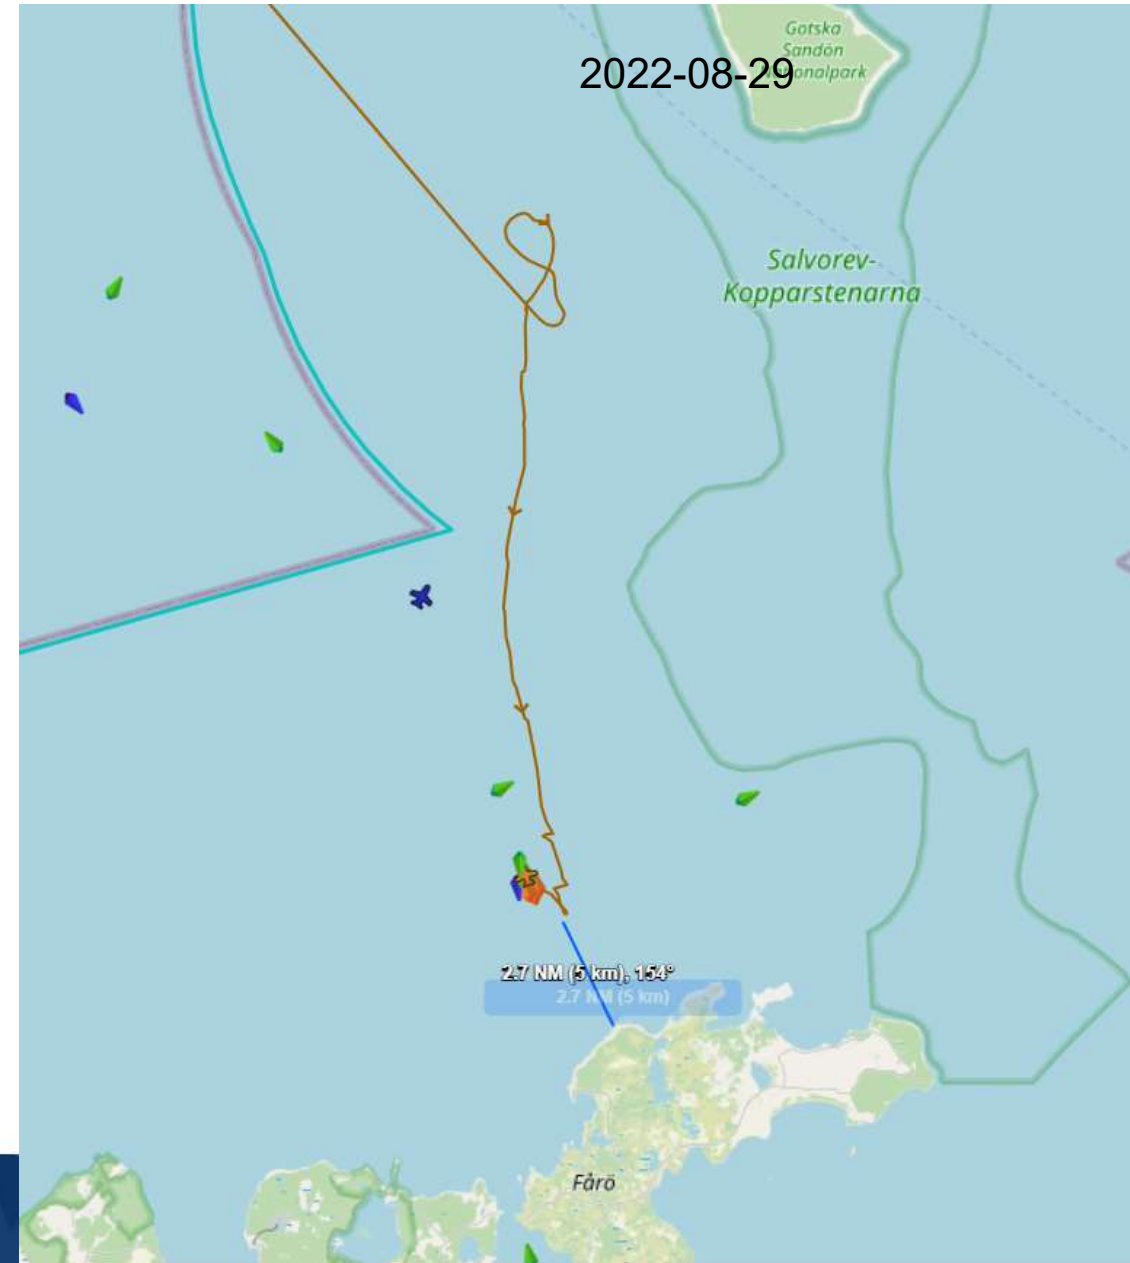 Gotska
Sandön
Nationalpark
2022-08-29
Salvorev-
Kopparstenarna
2.7 NM (5 km), 154°
2.7 NM (5 km)
Fårö